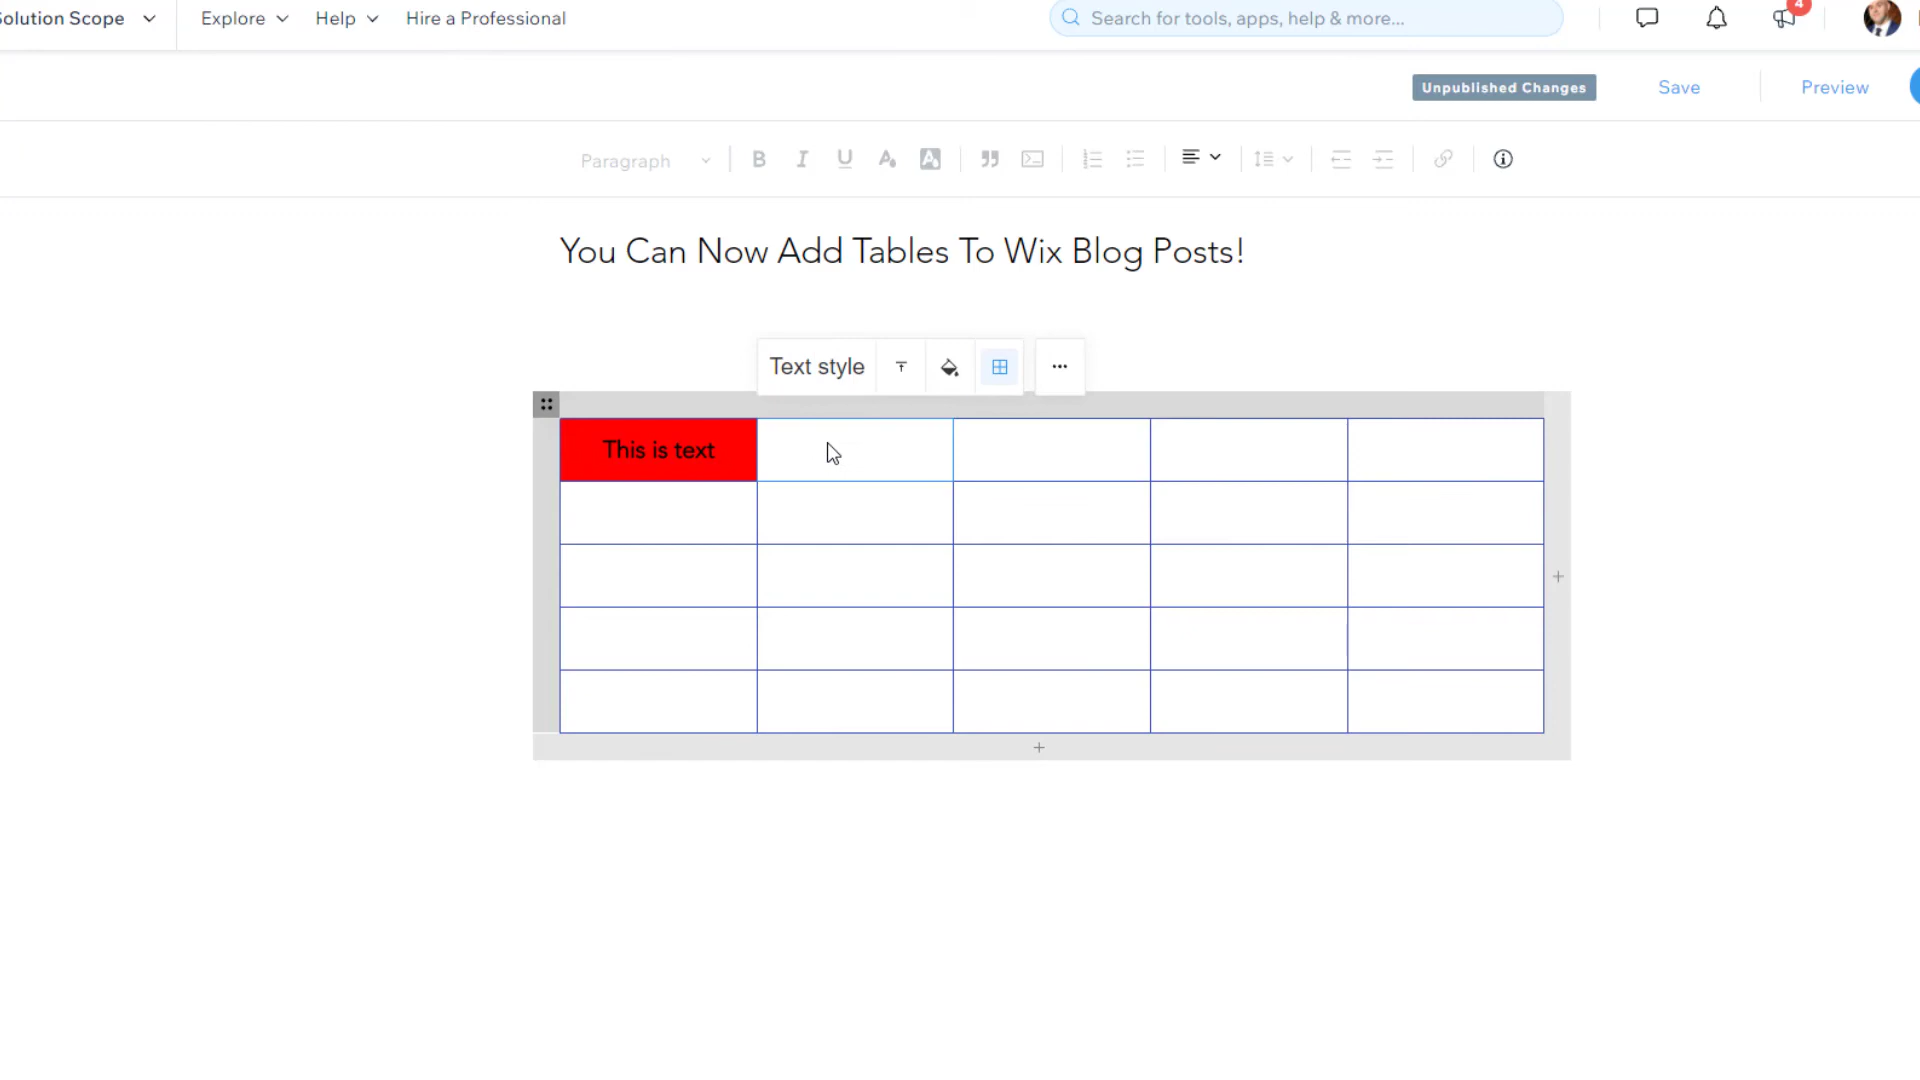 Solution Scope
Explore
Help
Hire a Professional
Search for tools, apps, help & more...
4
Unpublished Changes
Save
Preview
Paragraph
You Can Now Add Tables To Wix Blog Posts!
Text style
This is text